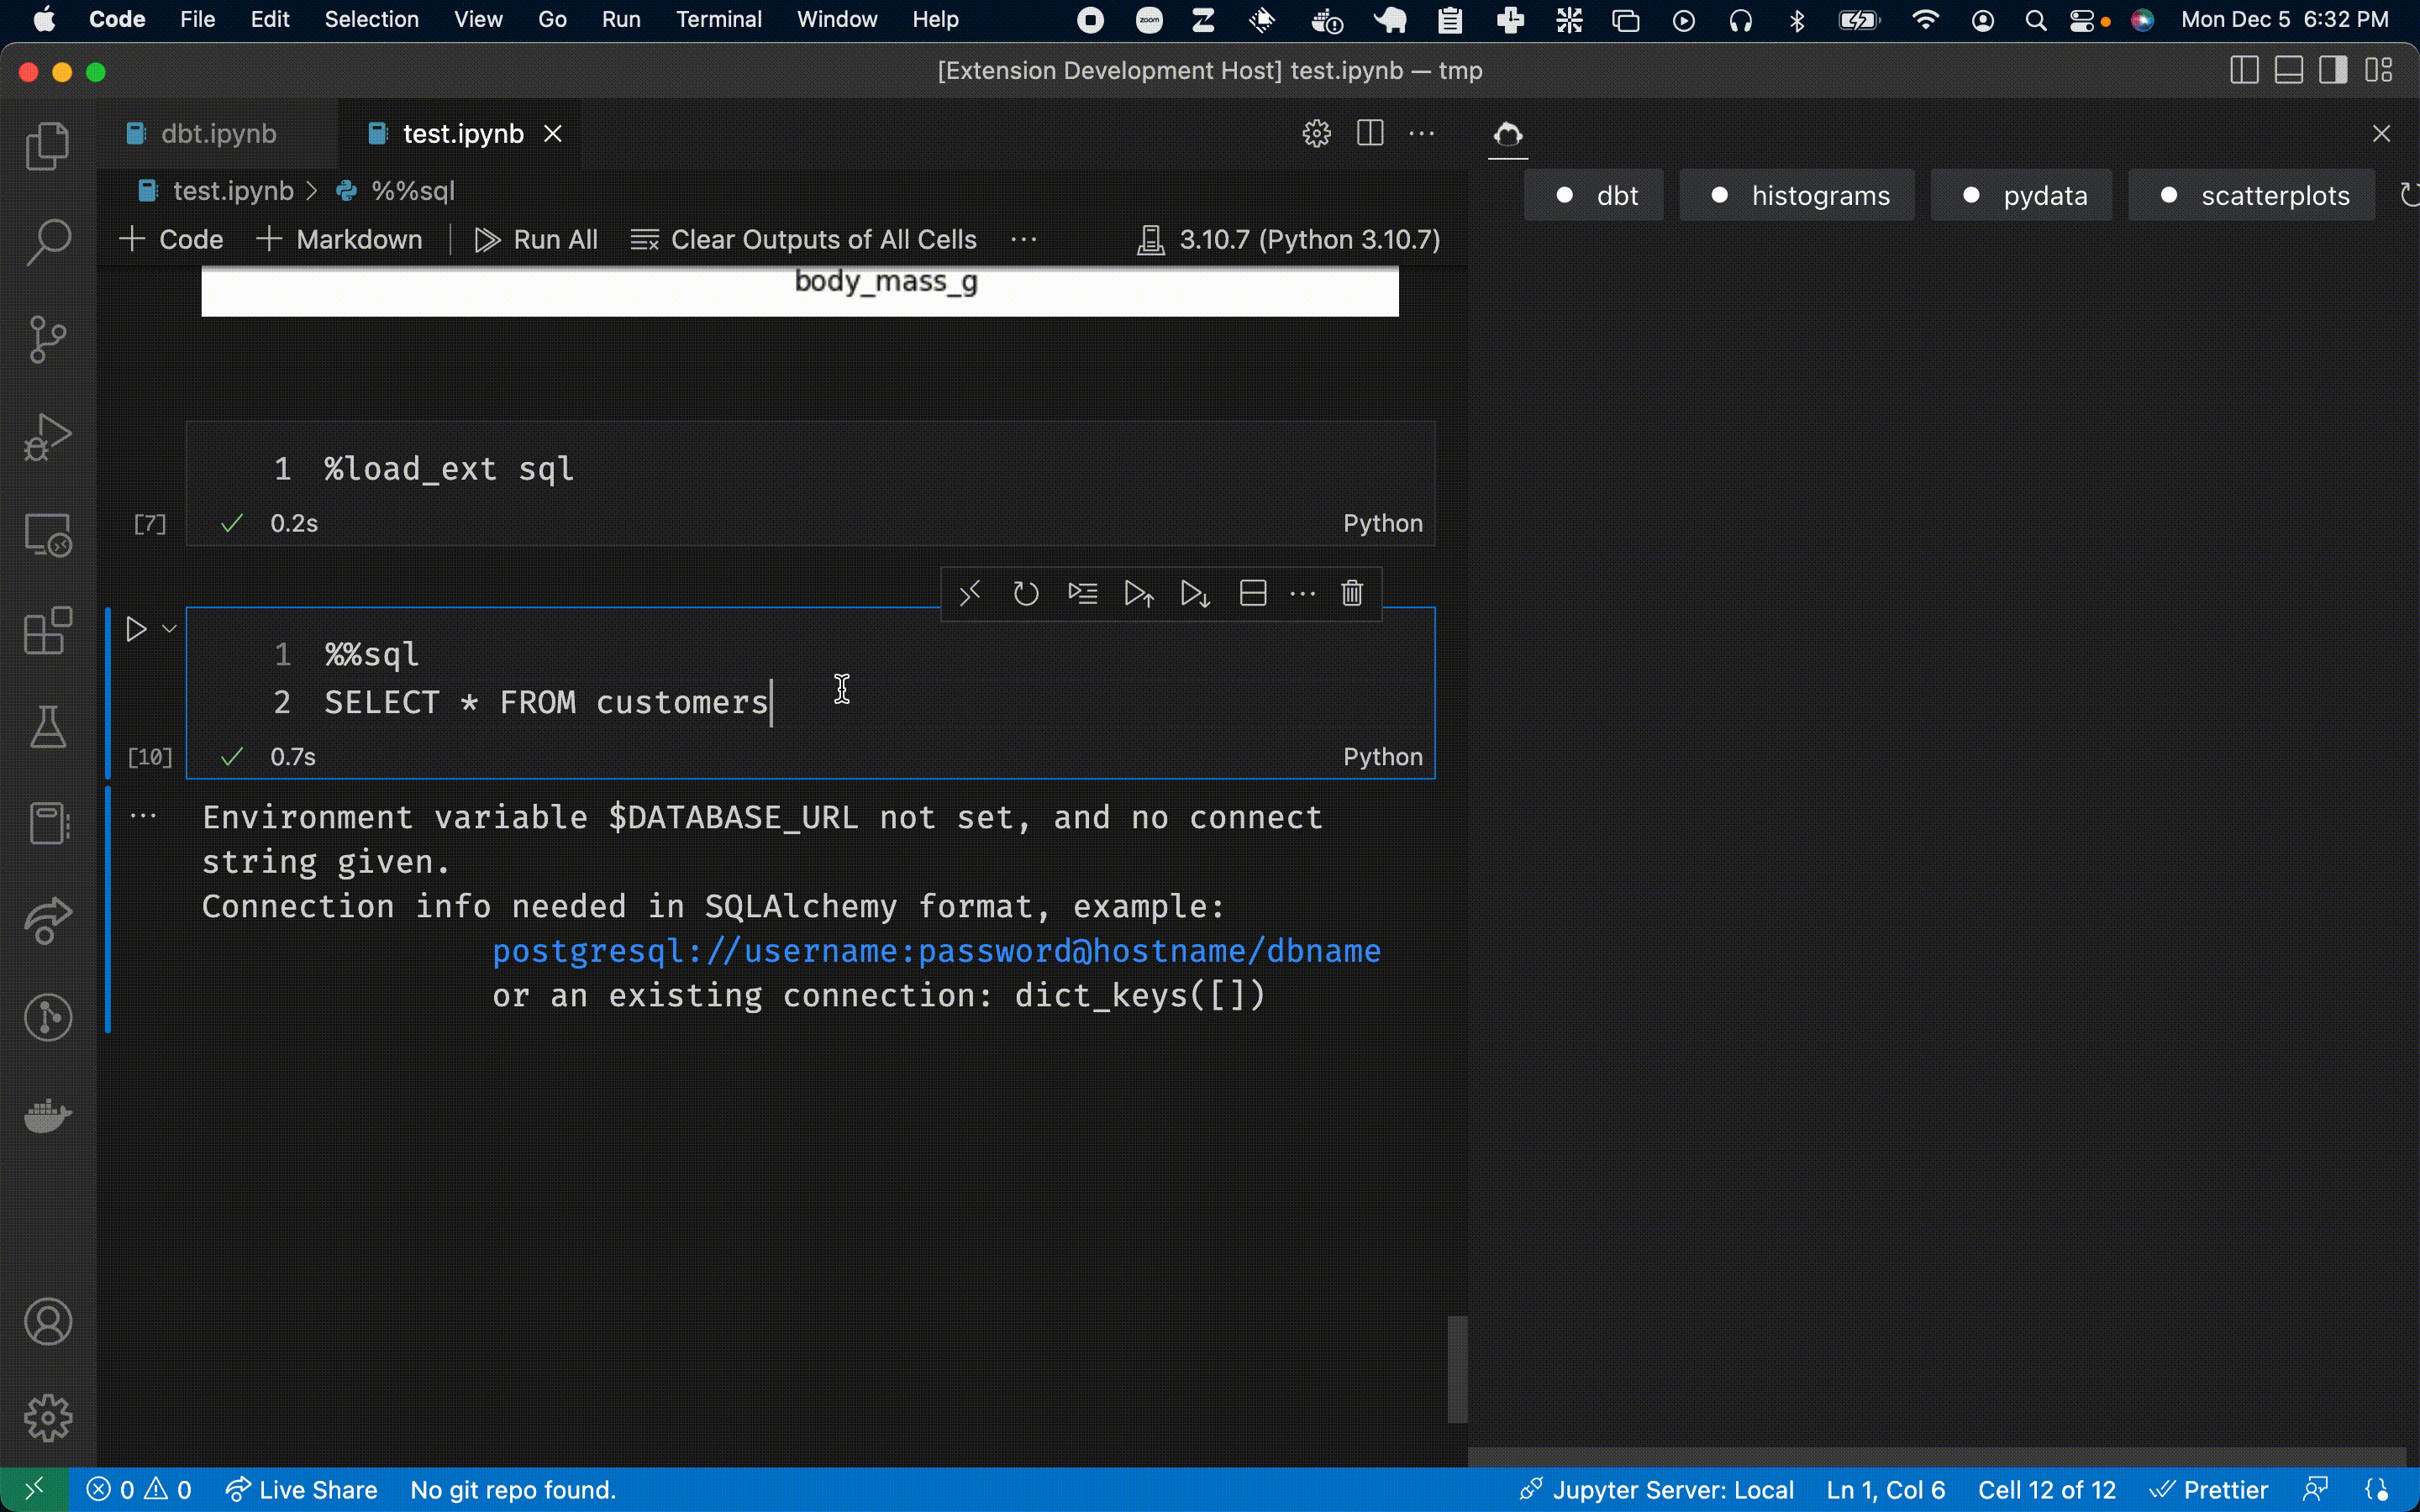 Code File Edit Selection View Go Run Terminal Window Help zoom Mon Dec 5 6:32 PM
[Extension Development Host] test.ipynb — tmp
dbt.ipynb test.ipynb
test.ipynb > %%sql
dbt histograms pydata scatterplots
Code Markdown Run All Clear Outputs of All Cells ... 3.10.7 (Python 3.10.7)
body_mass_g
1 %load_ext sql
[7] 0.2s Python
1 %%sql
2 SELECT * FROM customers
[10] 0.7s Python
Environment variable $DATABASE_URL not set, and no connect
string given.
Connection info needed in SQLAlchemy format, example:
postgresql://username:password@hostname/dbname
or an existing connection: dict_keys([])
0 0 Live Share No git repo found. Jupyter Server: Local Ln 1, Col 6 Cell 12 of 12 Prettier